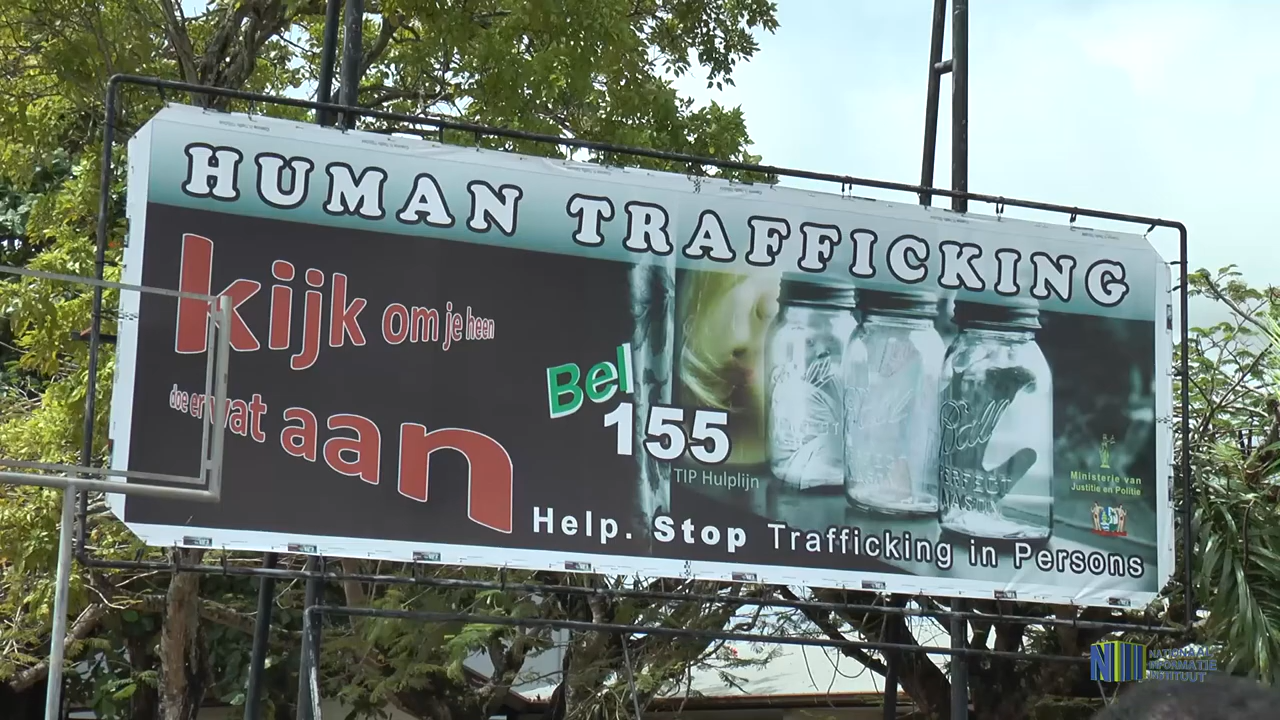 HUMAN TRAFFICKING
kijk om je heen
doe er wat aan
Bel
155
TIP Hulplijn
Help. Stop Trafficking in Persons
Ball
PERFECT
MASON
Ministerie van
Justitie en Politie
NII
NATIONAAL
INFORMATIE
INSTITUUT